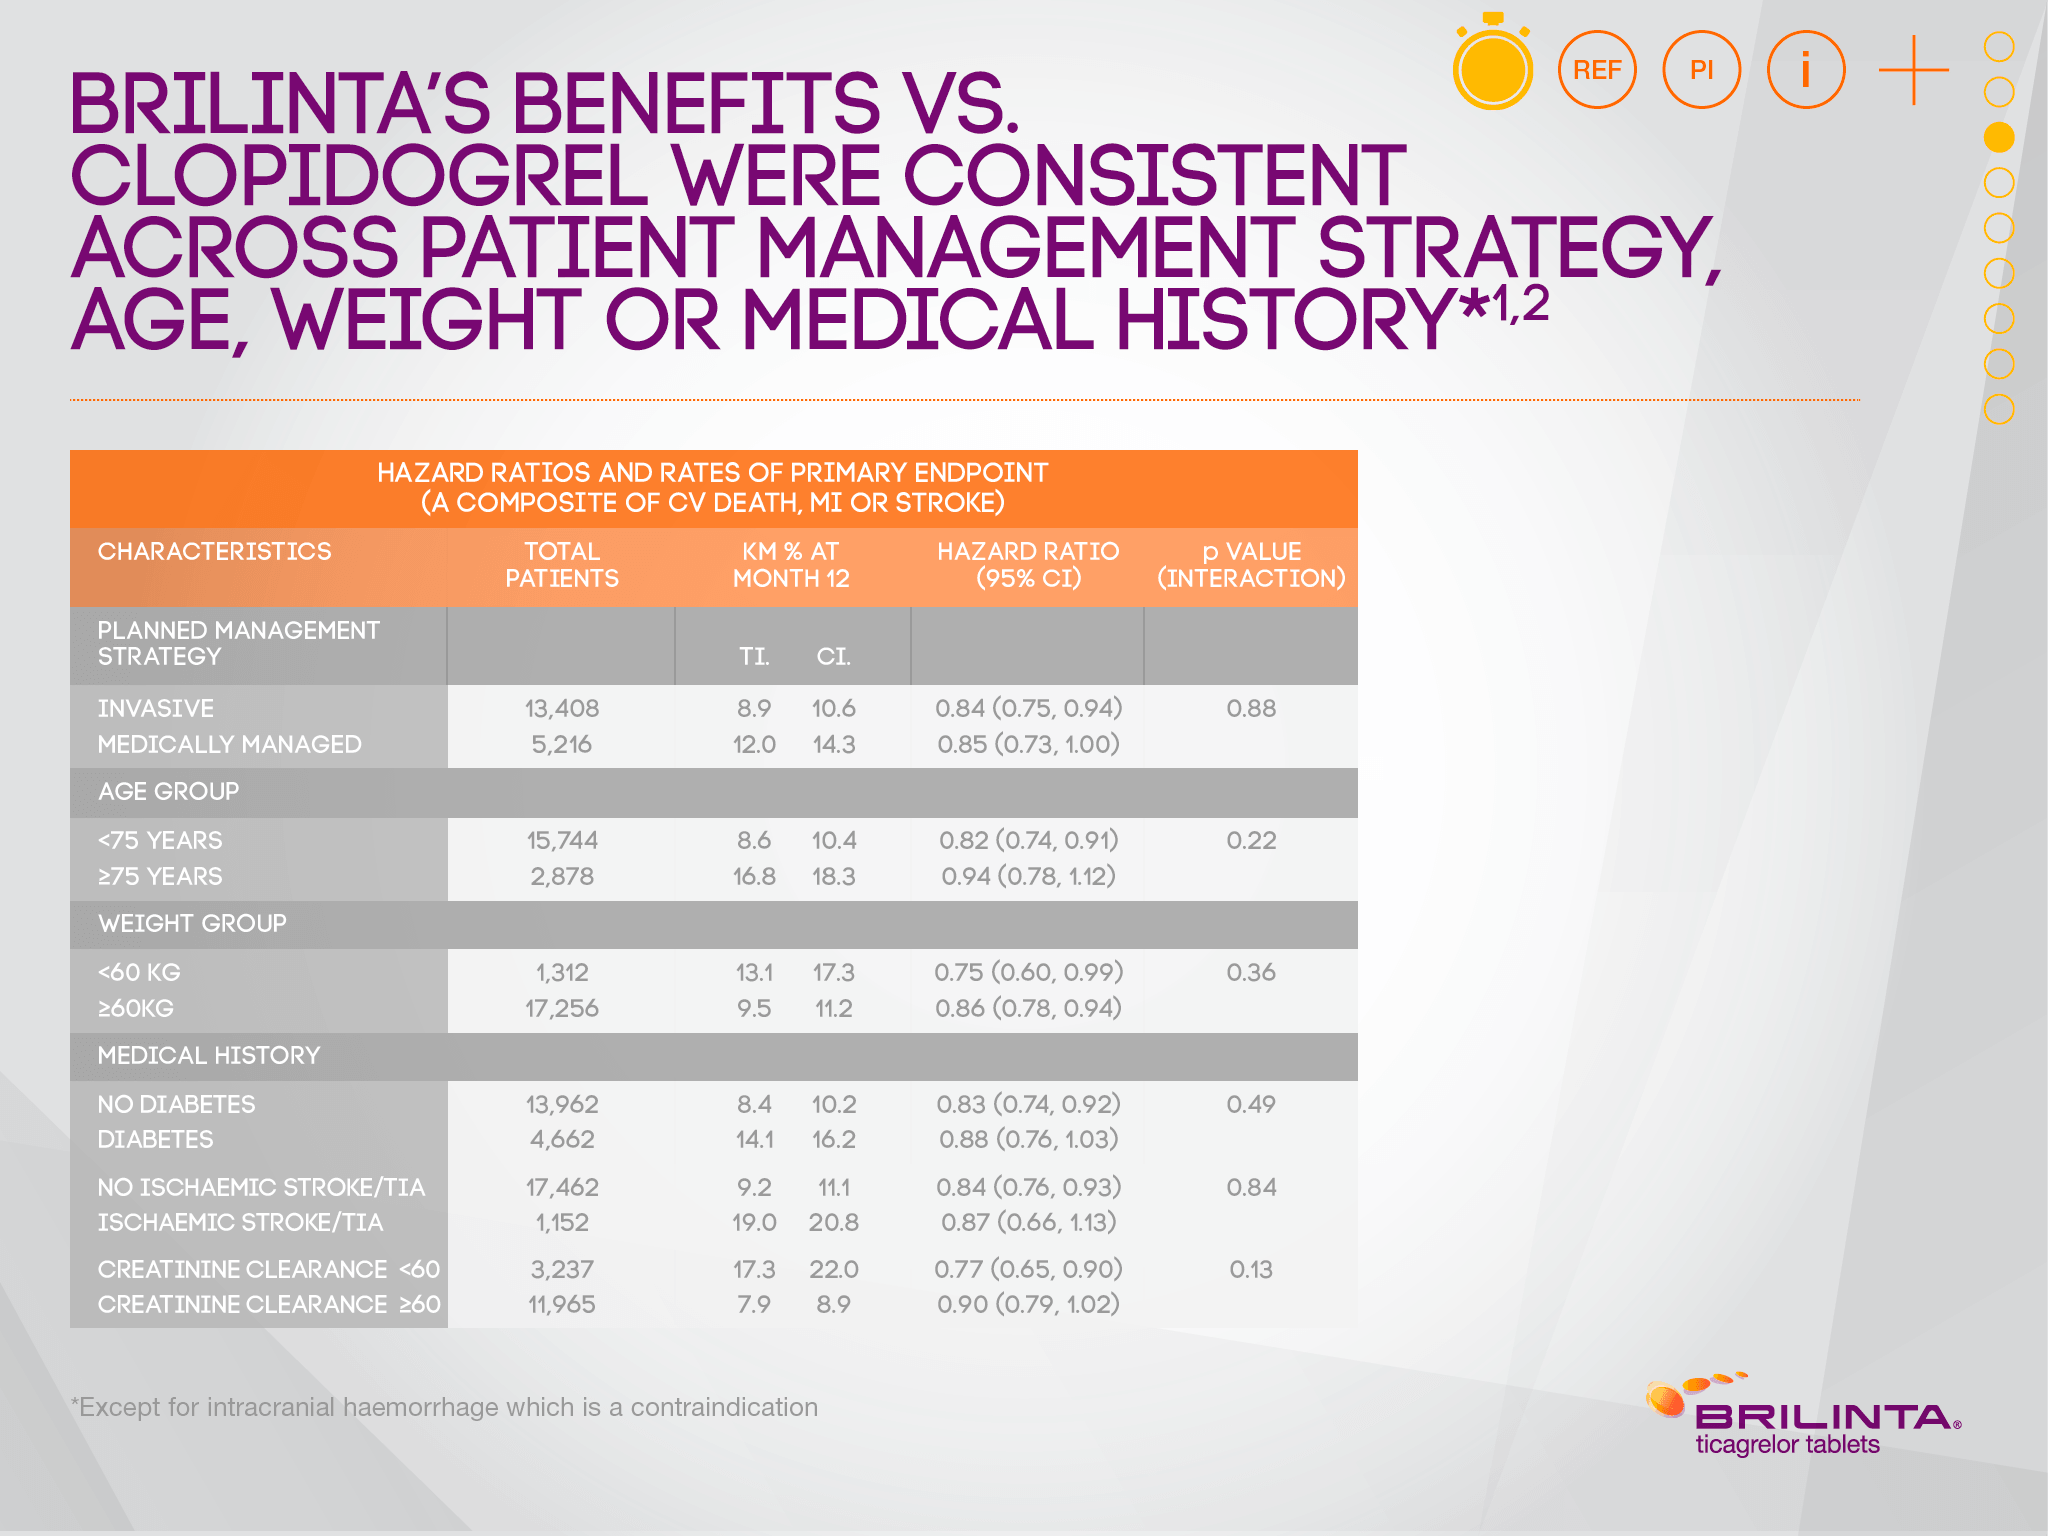 REF PI i
BRILINTA'S BENEFITS VS.
CLOPIDOGREL WERE CONSISTENT
ACROSS PATIENT MANAGEMENT STRATEGY,
AGE, WEIGHT OR MEDICAL HISTORY*1,2
HAZARD RATIOS AND RATES OF PRIMARY ENDPOINT
(A COMPOSITE OF CV DEATH, MI OR STROKE)
CHARACTERISTICS TOTAL PATIENTS KM % AT MONTH 12 HAZARD RATIO (95% CI) p VALUE (INTERACTION)
PLANNED MANAGEMENT
STRATEGY TI. CI.
INVASIVE 13,408 8.9 10.6 0.84 (0.75, 0.94) 0.88
MEDICALLY MANAGED 5,216 12.0 14.3 0.85 (0.73, 1.00)
AGE GROUP
<75 YEARS 15,744 8.6 10.4 0.82 (0.74, 0.91) 0.22
≥75 YEARS 2,878 16.8 18.3 0.94 (0.78, 1.12)
WEIGHT GROUP
<60 KG 1,312 13.1 17.3 0.75 (0.60, 0.99) 0.36
≥60KG 17,256 9.5 11.2 0.86 (0.78, 0.94)
MEDICAL HISTORY
NO DIABETES 13,962 8.4 10.2 0.83 (0.74, 0.92) 0.49
DIABETES 4,662 14.1 16.2 0.88 (0.76, 1.03)
NO ISCHAEMIC STROKE/TIA 17,462 9.2 11.1 0.84 (0.76, 0.93) 0.84
ISCHAEMIC STROKE/TIA 1,152 19.0 20.8 0.87 (0.66, 1.13)
CREATININE CLEARANCE <60 3,237 17.3 22.0 0.77 (0.65, 0.90) 0.13
CREATININE CLEARANCE ≥60 11,965 7.9 8.9 0.90 (0.79, 1.02)
*Except for intracranial haemorrhage which is a contraindication
BRILINTA®
ticagrelor tablets